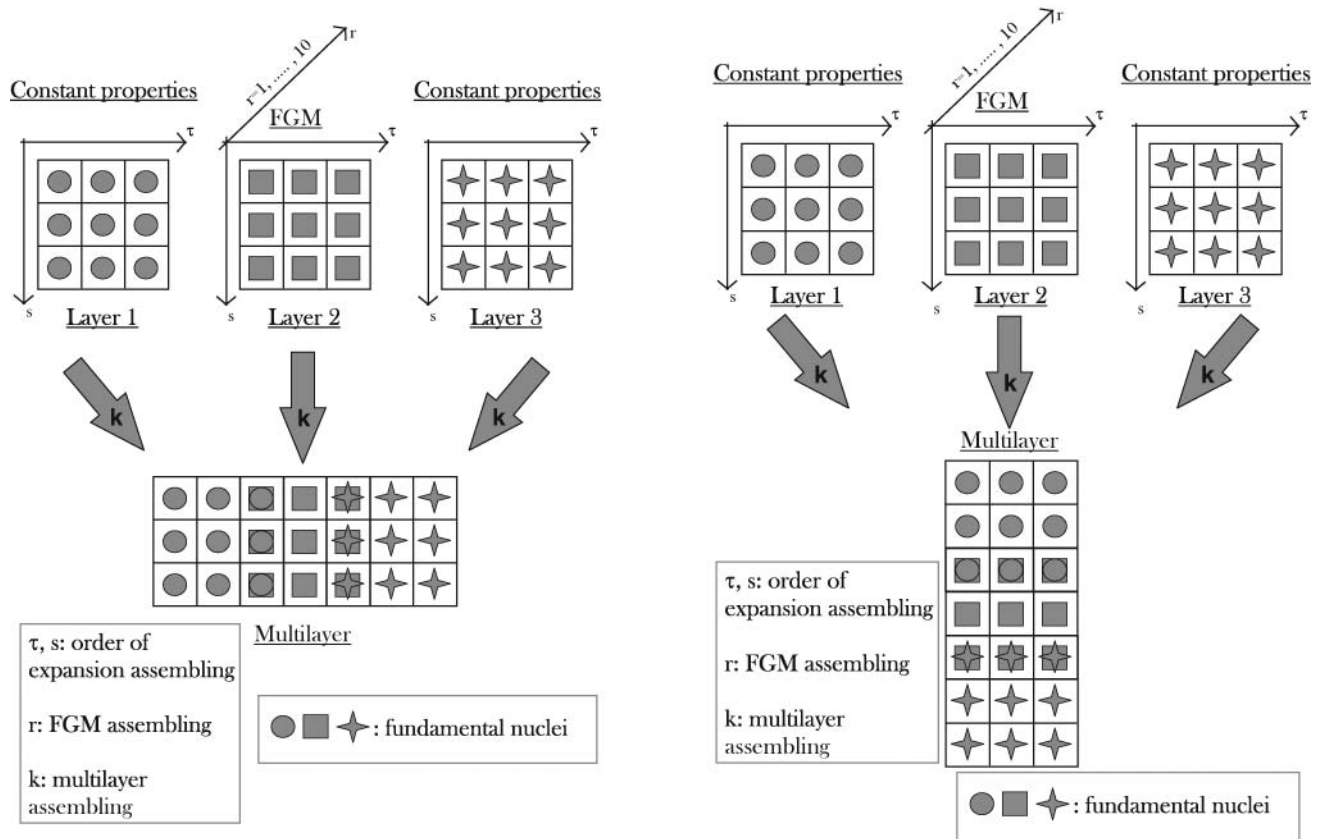 r
r=1, ..... , 10
Constant properties
FGM
Constant properties
τ
τ
τ
s
s
s
Layer 1
Layer 2
Layer 3
k
k
k
Multilayer
τ, s: order of
expansion assembling
r: FGM assembling
k: multilayer
assembling
: fundamental nuclei
r
r=1, ..... , 10
Constant properties
FGM
Constant properties
τ
τ
τ
s
s
s
Layer 1
Layer 2
Layer 3
k
k
k
Multilayer
τ, s: order of
expansion assembling
r: FGM assembling
k: multilayer
assembling
: fundamental nuclei